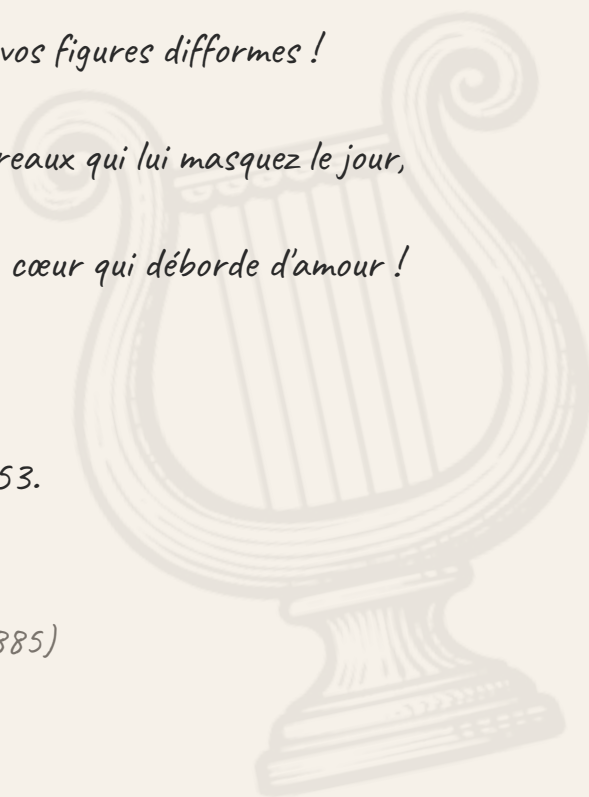 vos figures difformes !
reaux qui lui masquez le jour,
cœur qui déborde d'amour !
53.
885)